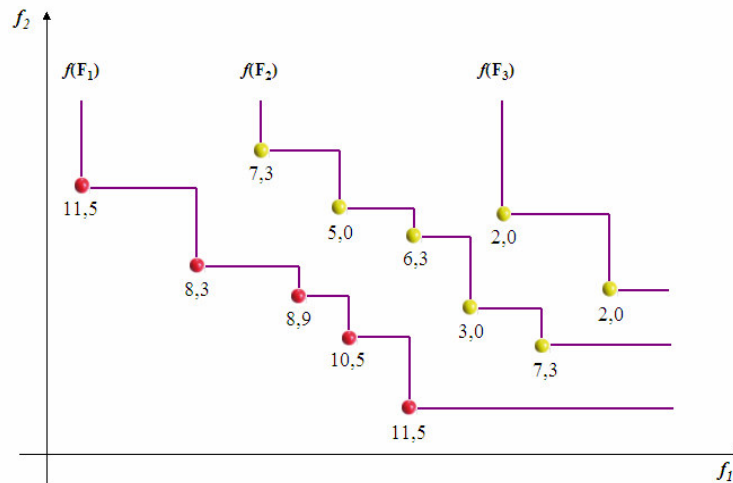 f₂
f(F₁) f(F₂) f(F₃)
7,3
11,5
5,0 2,0
6,3
8,3
8,9 3,0 2,0
10,5 7,3
11,5
f₁